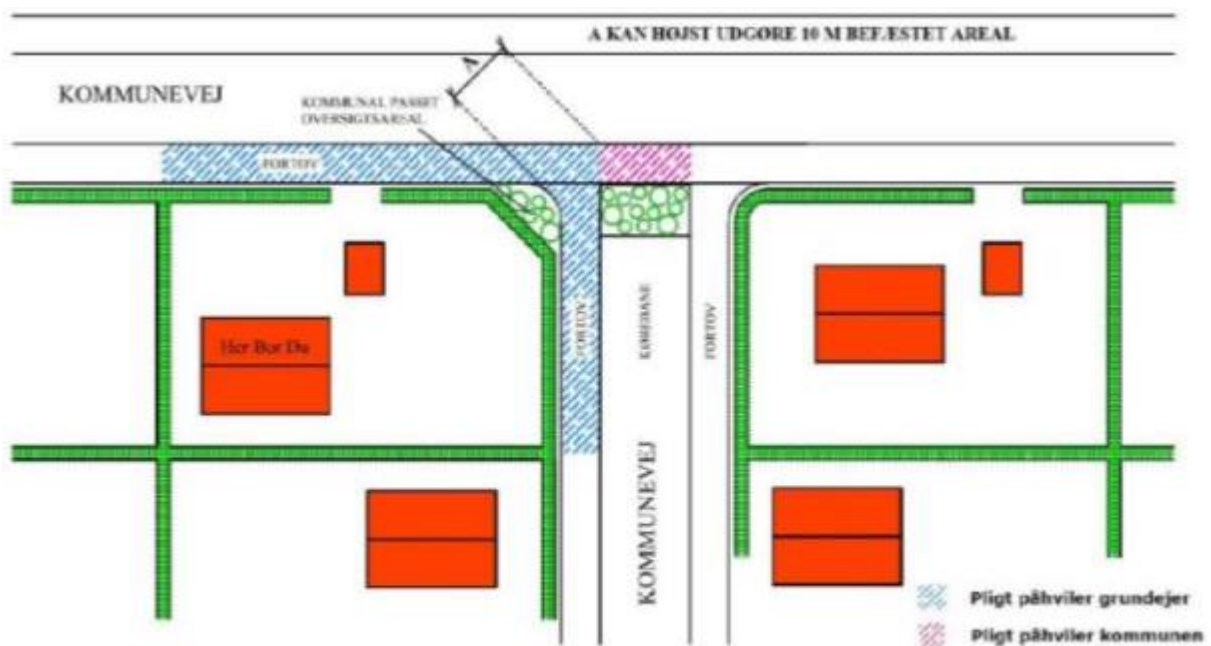 A KAN HØJST UDGØRE 10 M BEFÆSTET AREAL
A
KOMMUNEVEJ
KOMMUNAL PASSET
OVERSIGTSAREAL
FORTOV
Her Bor Du
FORTOV
KØREBANE
FORTOV
KOMMUNEVEJ
Pligt påhviler grundejer
Pligt påhviler kommunen